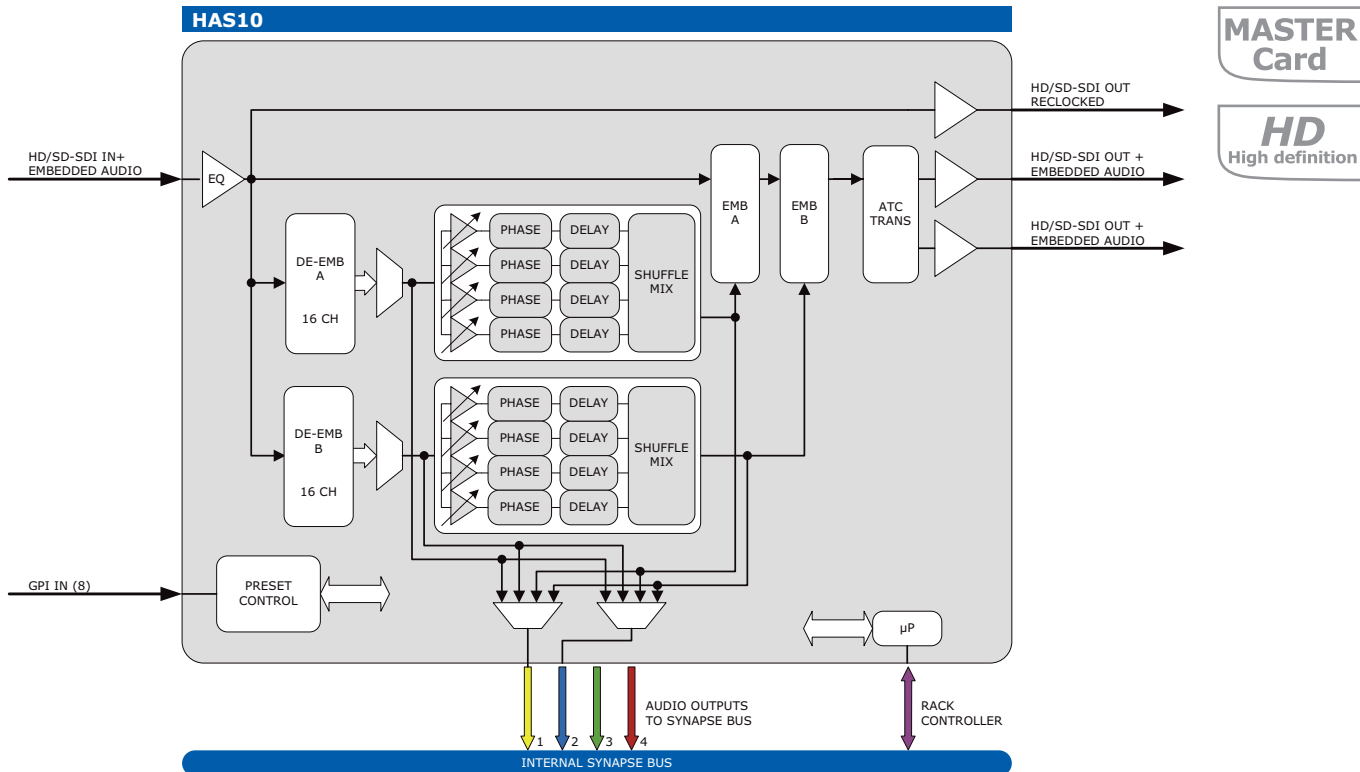 HAS10
MASTER
Card
HD
High definition
HD/SD-SDI OUT
RECLOCKED
HD/SD-SDI IN+
EMBEDDED AUDIO
EQ
HD/SD-SDI OUT +
EMBEDDED AUDIO
EMB
A
EMB
B
ATC
TRANS
HD/SD-SDI OUT +
EMBEDDED AUDIO
DE-EMB
A
16 CH
PHASE
DELAY
PHASE
DELAY
PHASE
DELAY
PHASE
DELAY
SHUFFLE
MIX
DE-EMB
B
16 CH
PHASE
DELAY
PHASE
DELAY
PHASE
DELAY
PHASE
DELAY
SHUFFLE
MIX
GPI IN (8)
PRESET
CONTROL
µP
AUDIO OUTPUTS
TO SYNAPSE BUS
RACK
CONTROLLER
1
2
3
4
INTERNAL SYNAPSE BUS